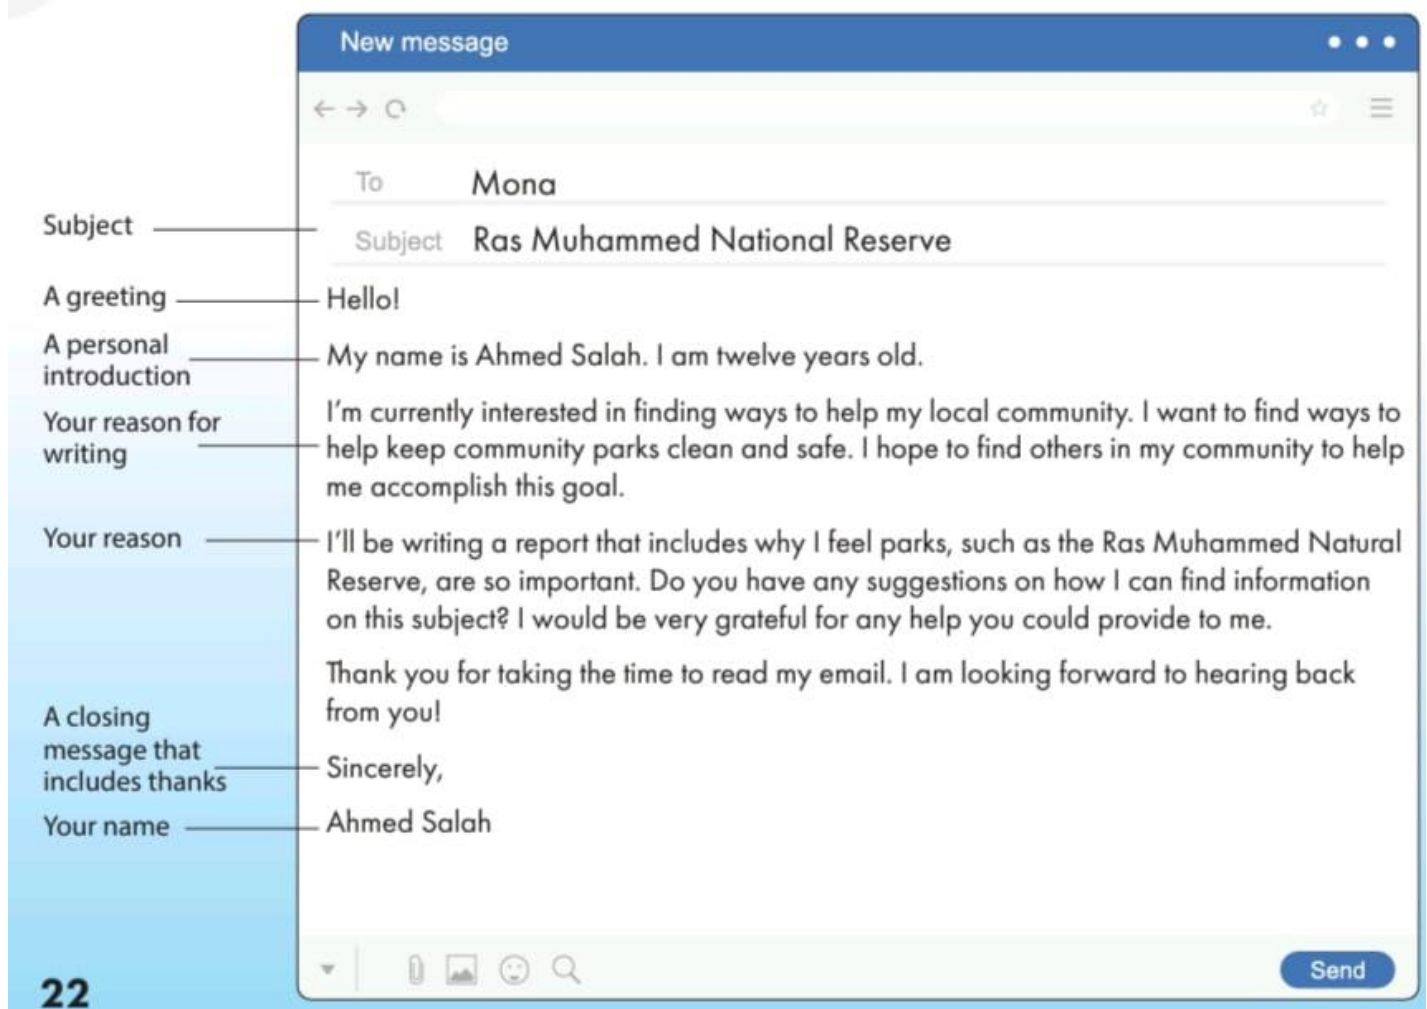 New message
To Mona
Subject
Subject Ras Muhammed National Reserve
A greeting
Hello!
A personal
introduction
My name is Ahmed Salah. I am twelve years old.
Your reason for
writing
I'm currently interested in finding ways to help my local community. I want to find ways to
help keep community parks clean and safe. I hope to find others in my community to help
me accomplish this goal.
Your reason
I'll be writing a report that includes why I feel parks, such as the Ras Muhammed Natural
Reserve, are so important. Do you have any suggestions on how I can find information
on this subject? I would be very grateful for any help you could provide to me.
Thank you for taking the time to read my email. I am looking forward to hearing back
from you!
A closing
message that
includes thanks
Sincerely,
Your name
Ahmed Salah
Send
22